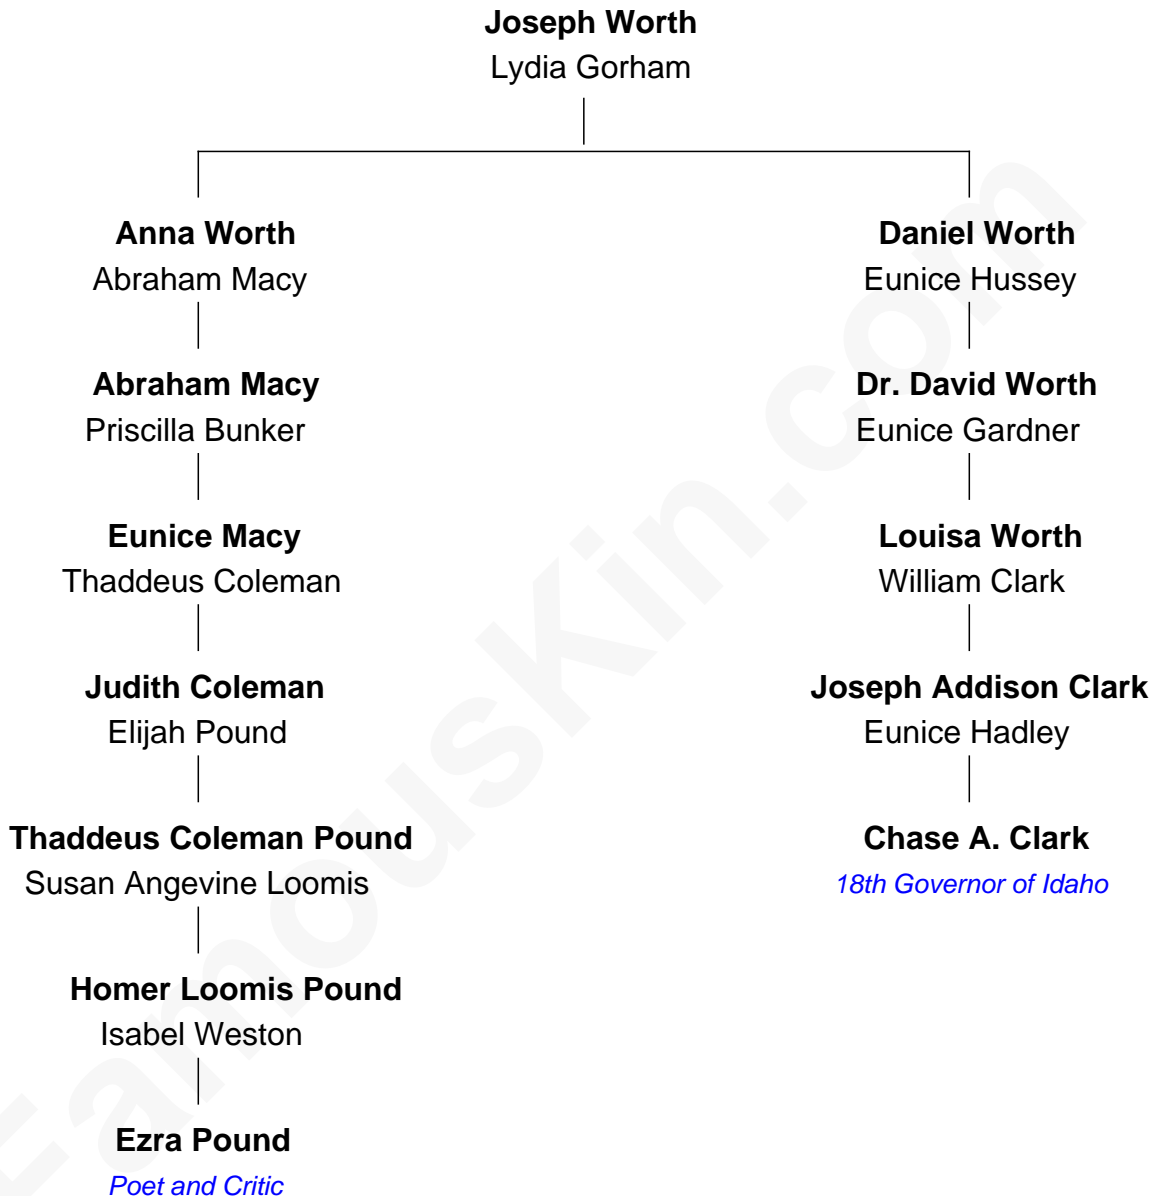 Joseph Worth
Lydia Gorham
Anna Worth
Abraham Macy
Daniel Worth
Eunice Hussey
Abraham Macy
Priscilla Bunker
Dr. David Worth
Eunice Gardner
Eunice Macy
Thaddeus Coleman
Louisa Worth
William Clark
Judith Coleman
Elijah Pound
Joseph Addison Clark
Eunice Hadley
Thaddeus Coleman Pound
Susan Angevine Loomis
Chase A. Clark
18th Governor of Idaho
Homer Loomis Pound
Isabel Weston
Ezra Pound
Poet and Critic
FamousKin.com